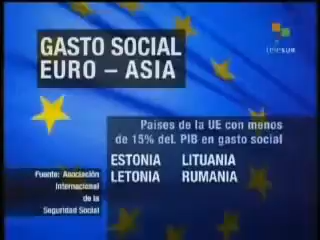 teleSUR
GASTO SOCIAL
EURO – ASIA
Países de la UE con menos
de 15% del. PIB en gasto social
ESTONIA LITUANIA
LETONIA RUMANIA
Fuente: Asociación
Internacional
de la
Seguridad Social